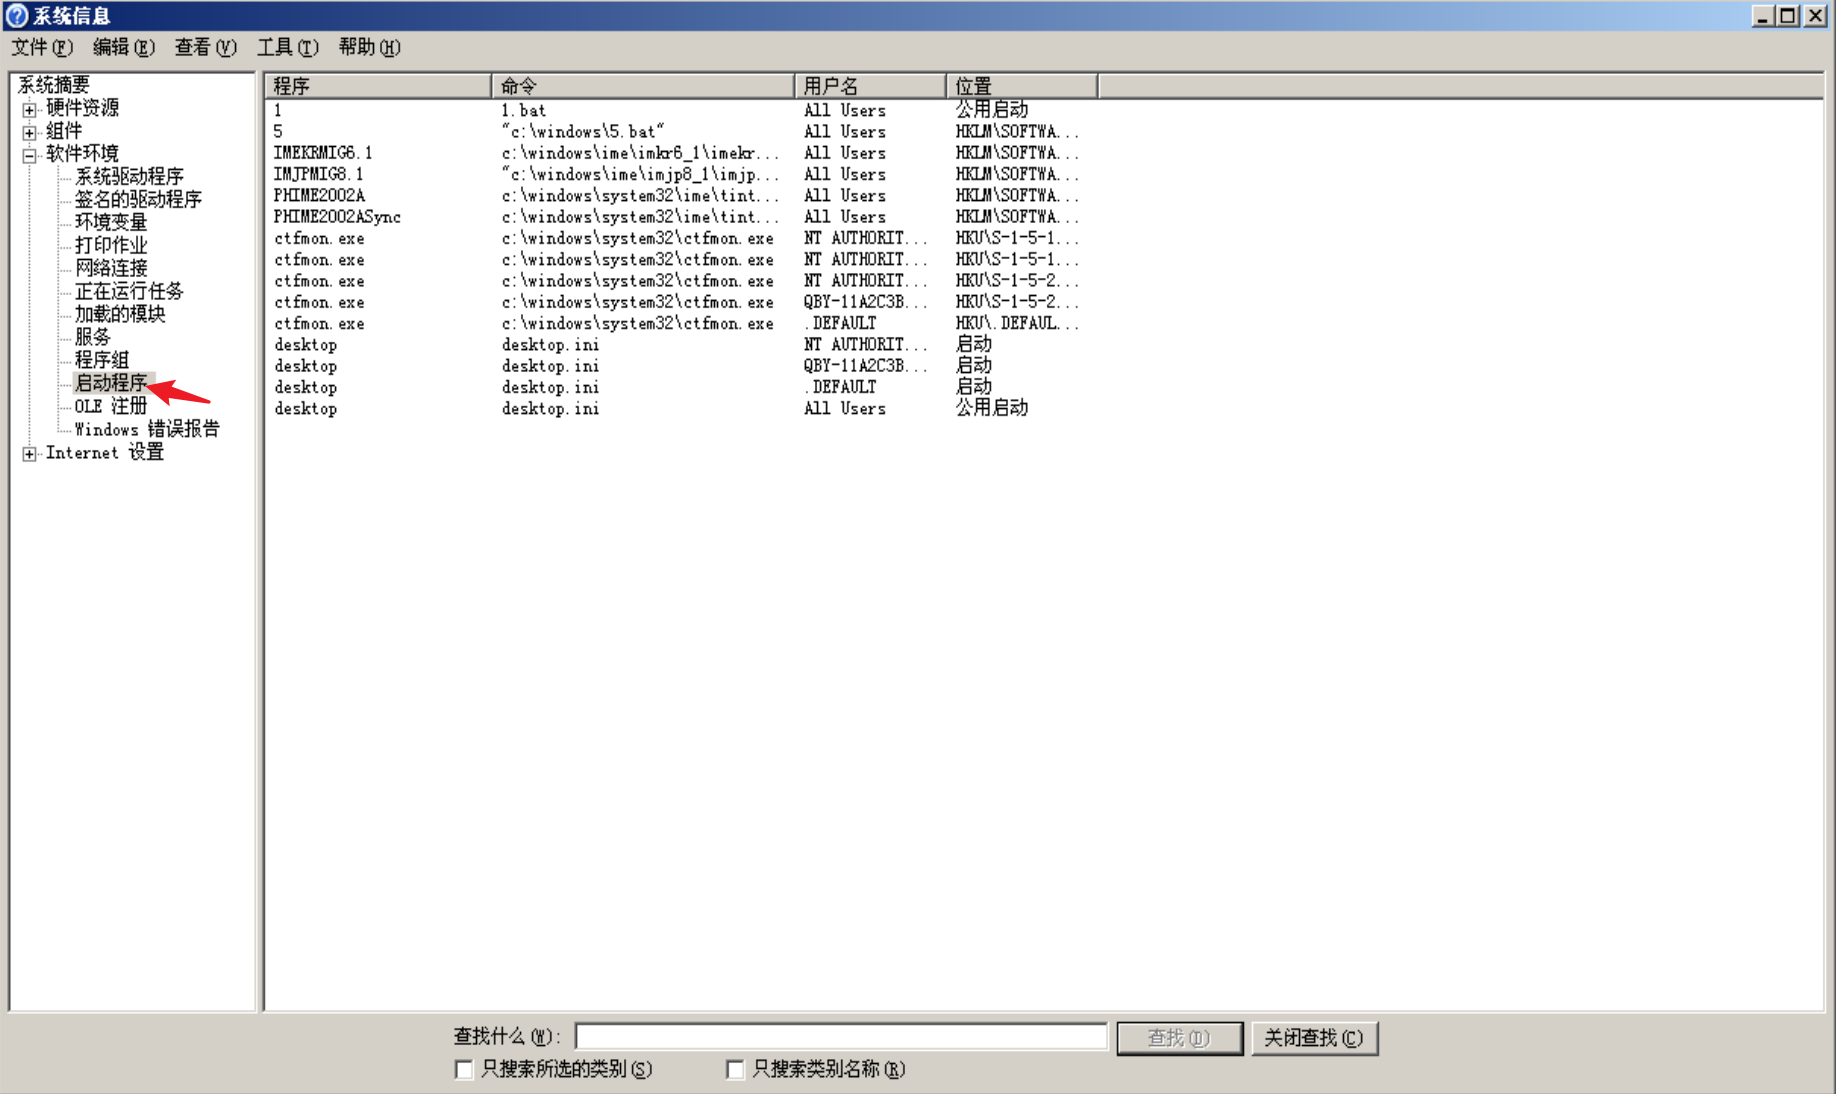 系统信息
文件(F) 编辑(E) 查看(V) 工具(T) 帮助(H)
系统摘要
硬件资源
组件
软件环境
系统驱动程序
签名的驱动程序
环境变量
打印作业
网络连接
正在运行任务
加载的模块
服务
程序组
启动程序
OLE 注册
Windows 错误报告
Internet 设置
程序 命令 用户名 位置
1 1.bat All Users 公用启动
5 "c:\windows\5.bat" All Users HKLM\SOFTWA...
IMEKRMIG6.1 c:\windows\ime\imkr6_1\imekr... All Users HKLM\SOFTWA...
IMJPMIG8.1 "c:\windows\ime\imjp8_1\imjp... All Users HKLM\SOFTWA...
PHIME2002A c:\windows\system32\ime\tint... All Users HKLM\SOFTWA...
PHIME2002ASync c:\windows\system32\ime\tint... All Users HKLM\SOFTWA...
ctfmon.exe c:\windows\system32\ctfmon.exe NT AUTHORIT... HKU\S-1-5-1...
ctfmon.exe c:\windows\system32\ctfmon.exe NT AUTHORIT... HKU\S-1-5-1...
ctfmon.exe c:\windows\system32\ctfmon.exe NT AUTHORIT... HKU\S-1-5-2...
ctfmon.exe c:\windows\system32\ctfmon.exe QBY-11A2C3B... HKU\S-1-5-2...
ctfmon.exe c:\windows\system32\ctfmon.exe .DEFAULT HKU\.DEFAUL...
desktop desktop.ini NT AUTHORIT... 启动
desktop desktop.ini QBY-11A2C3B... 启动
desktop desktop.ini .DEFAULT 启动
desktop desktop.ini All Users 公用启动
查找什么(W): 查找(D) 关闭查找(C)
只搜索所选的类别(S) 只搜索类别名称(R)